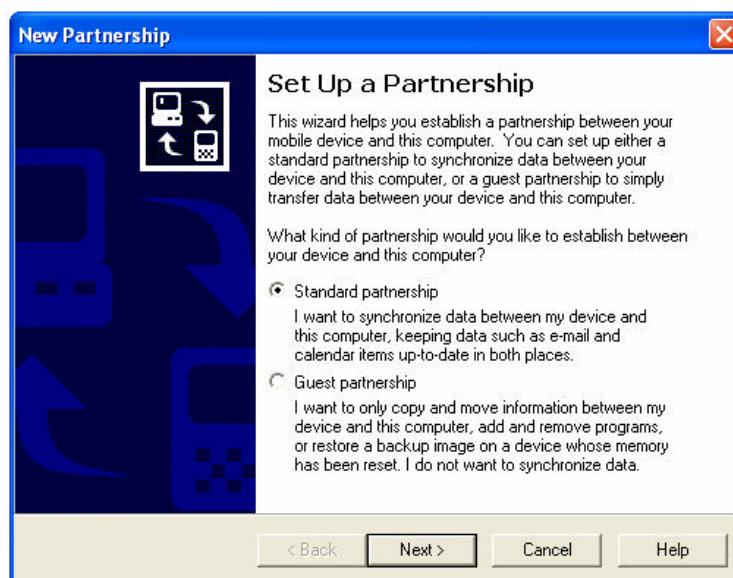 New Partnership
Set Up a Partnership
This wizard helps you establish a partnership between your
mobile device and this computer. You can set up either a
standard partnership to synchronize data between your
device and this computer, or a guest partnership to simply
transfer data between your device and this computer.
What kind of partnership would you like to establish between
your device and this computer?
Standard partnership
I want to synchronize data between my device and
this computer, keeping data such as e-mail and
calendar items up-to-date in both places.
Guest partnership
I want to only copy and move information between my
device and this computer, add and remove programs,
or restore a backup image on a device whose memory
has been reset. I do not want to synchronize data.
< Back Next > Cancel Help